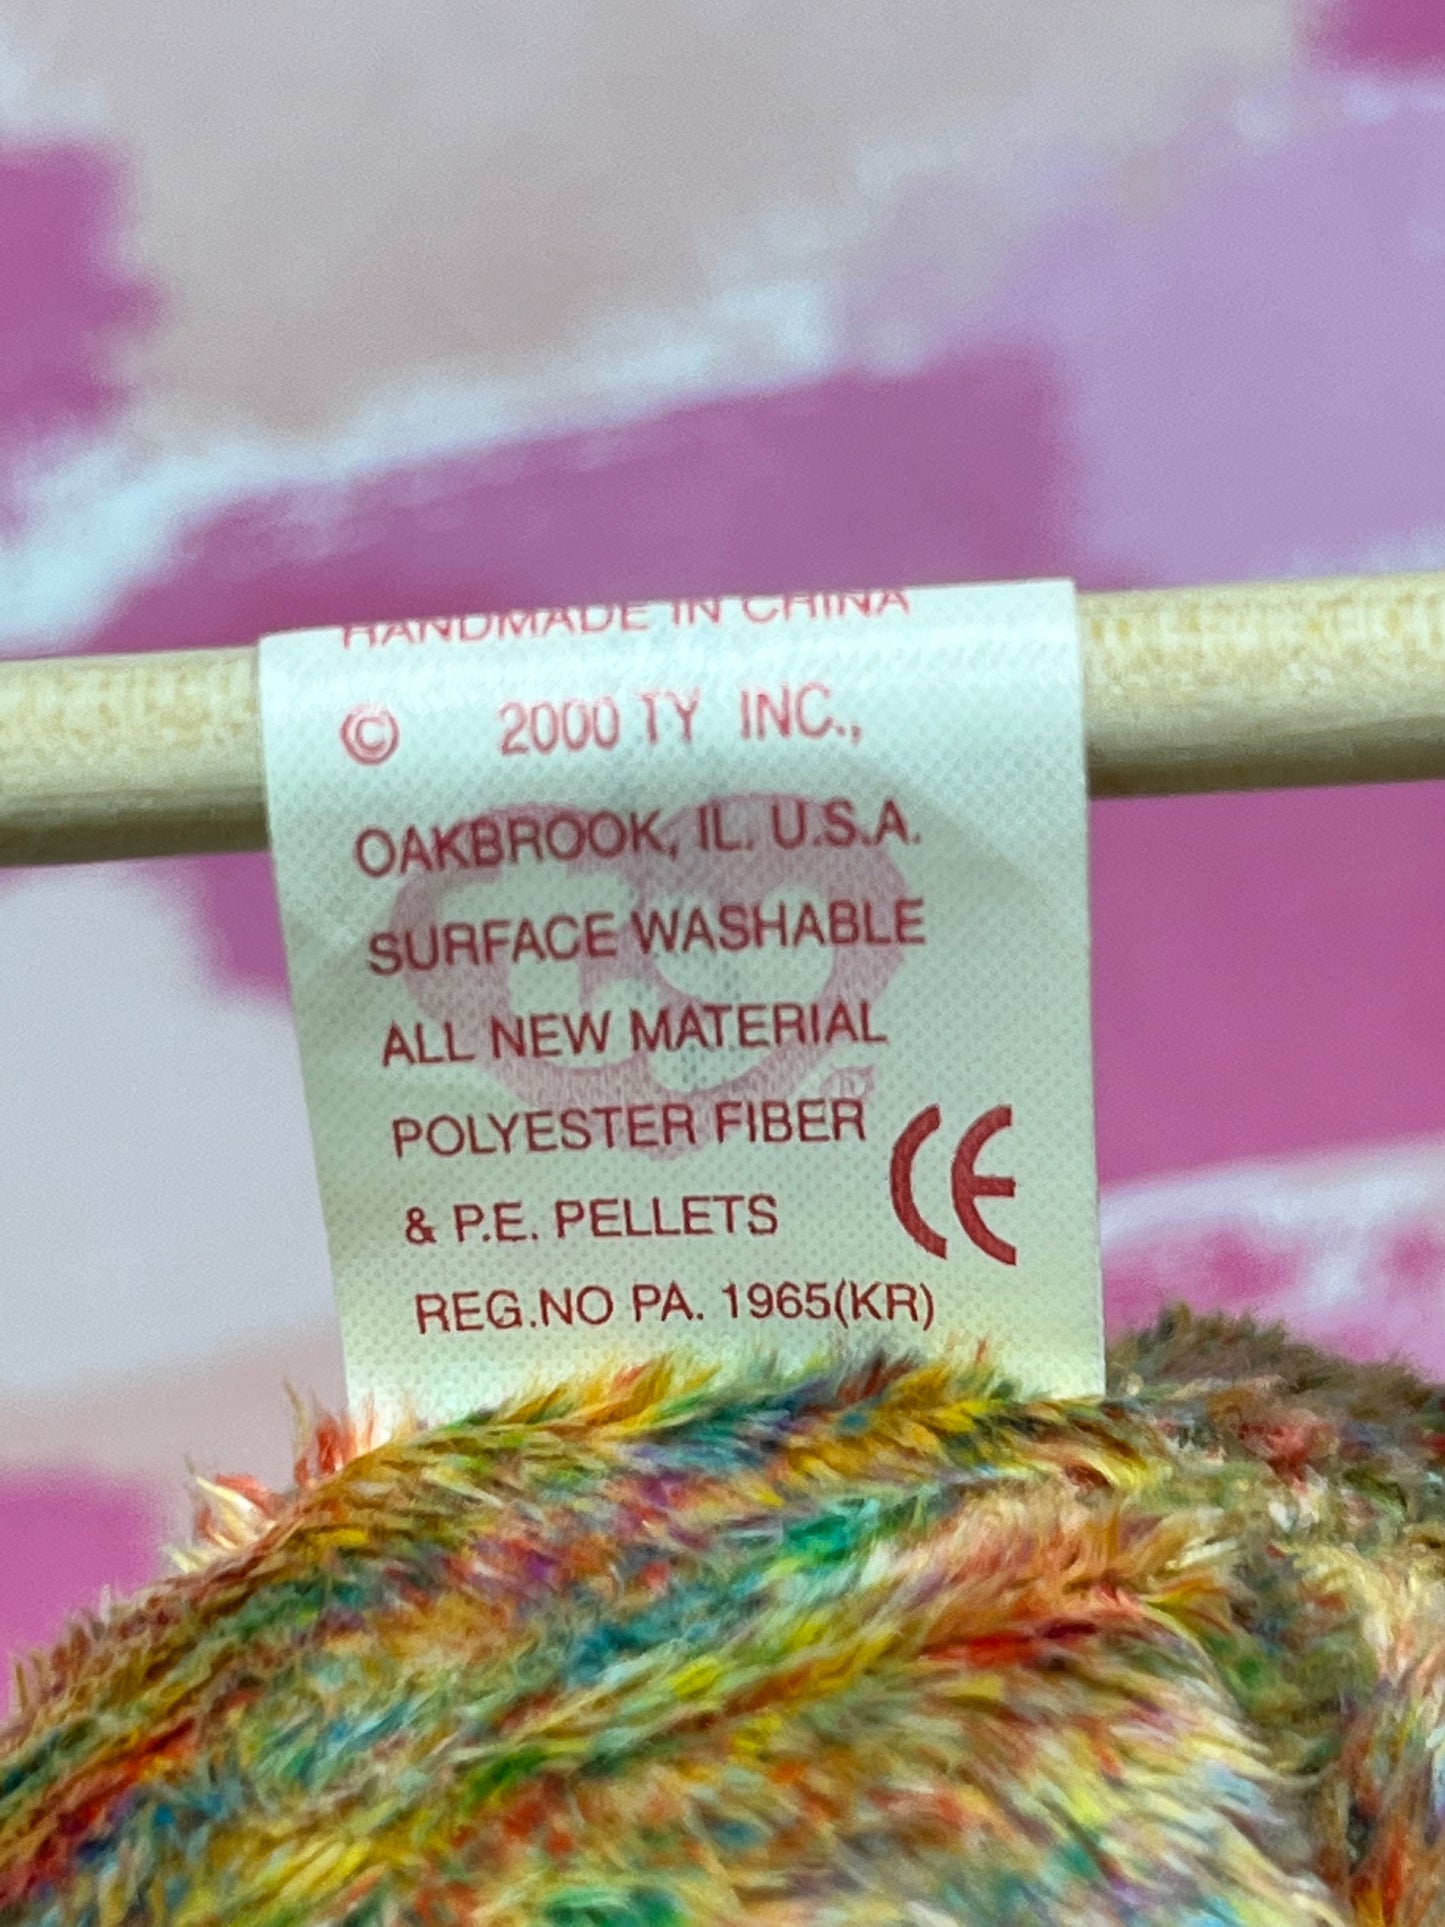 HANDMADE IN CHINA
© 2000 TY INC.,
OAKBROOK, IL. U.S.A.
SURFACE WASHABLE
ALL NEW MATERIAL
POLYESTER FIBER
& P.E. PELLETS
CE
REG.NO PA. 1965(KR)